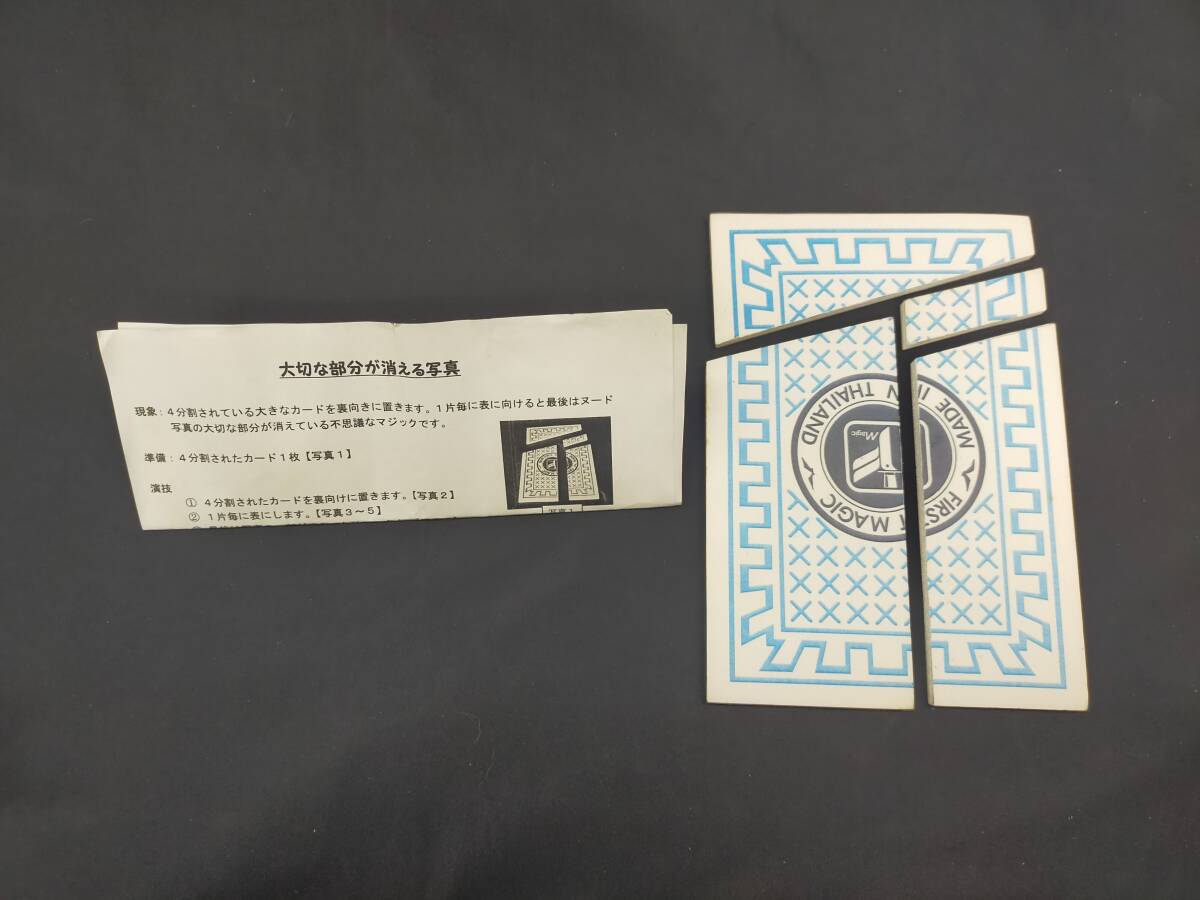 大切な部分が消える写真
現象：４分割されている大きなカードを裏向きに置きます。１片毎に表に向けると最後はヌード
写真の大切な部分が消えている不思議なマジックです。
準備：４分割されたカード１枚【写真１】
演技
① ４分割されたカードを裏向けに置きます。【写真２】
② １片毎に表にします。【写真３～５】
写真１
MADE IN THAILAND
FIRST MAGIC
Magic